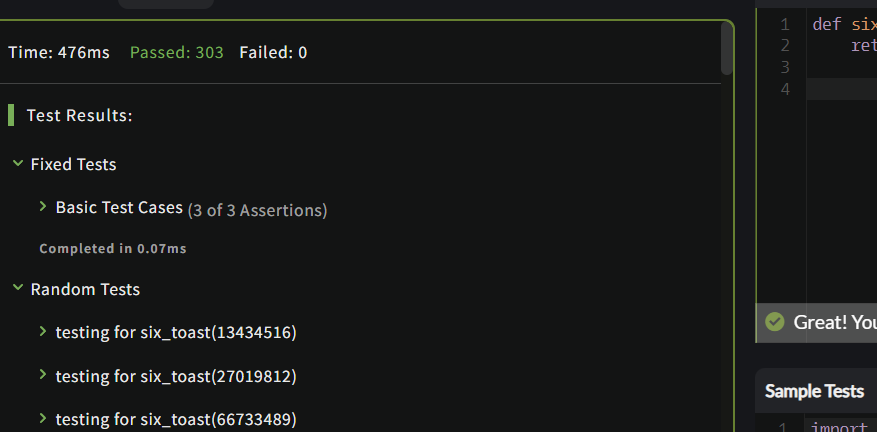 Time: 476ms Passed: 303 Failed: 0
Test Results:
Fixed Tests
Basic Test Cases (3 of 3 Assertions)
Completed in 0.07ms
Random Tests
testing for six_toast(13434516)
testing for six_toast(27019812)
testing for six_toast(66733489)
1 def six
2 ret
3
4
Great! You
Sample Tests
1 import